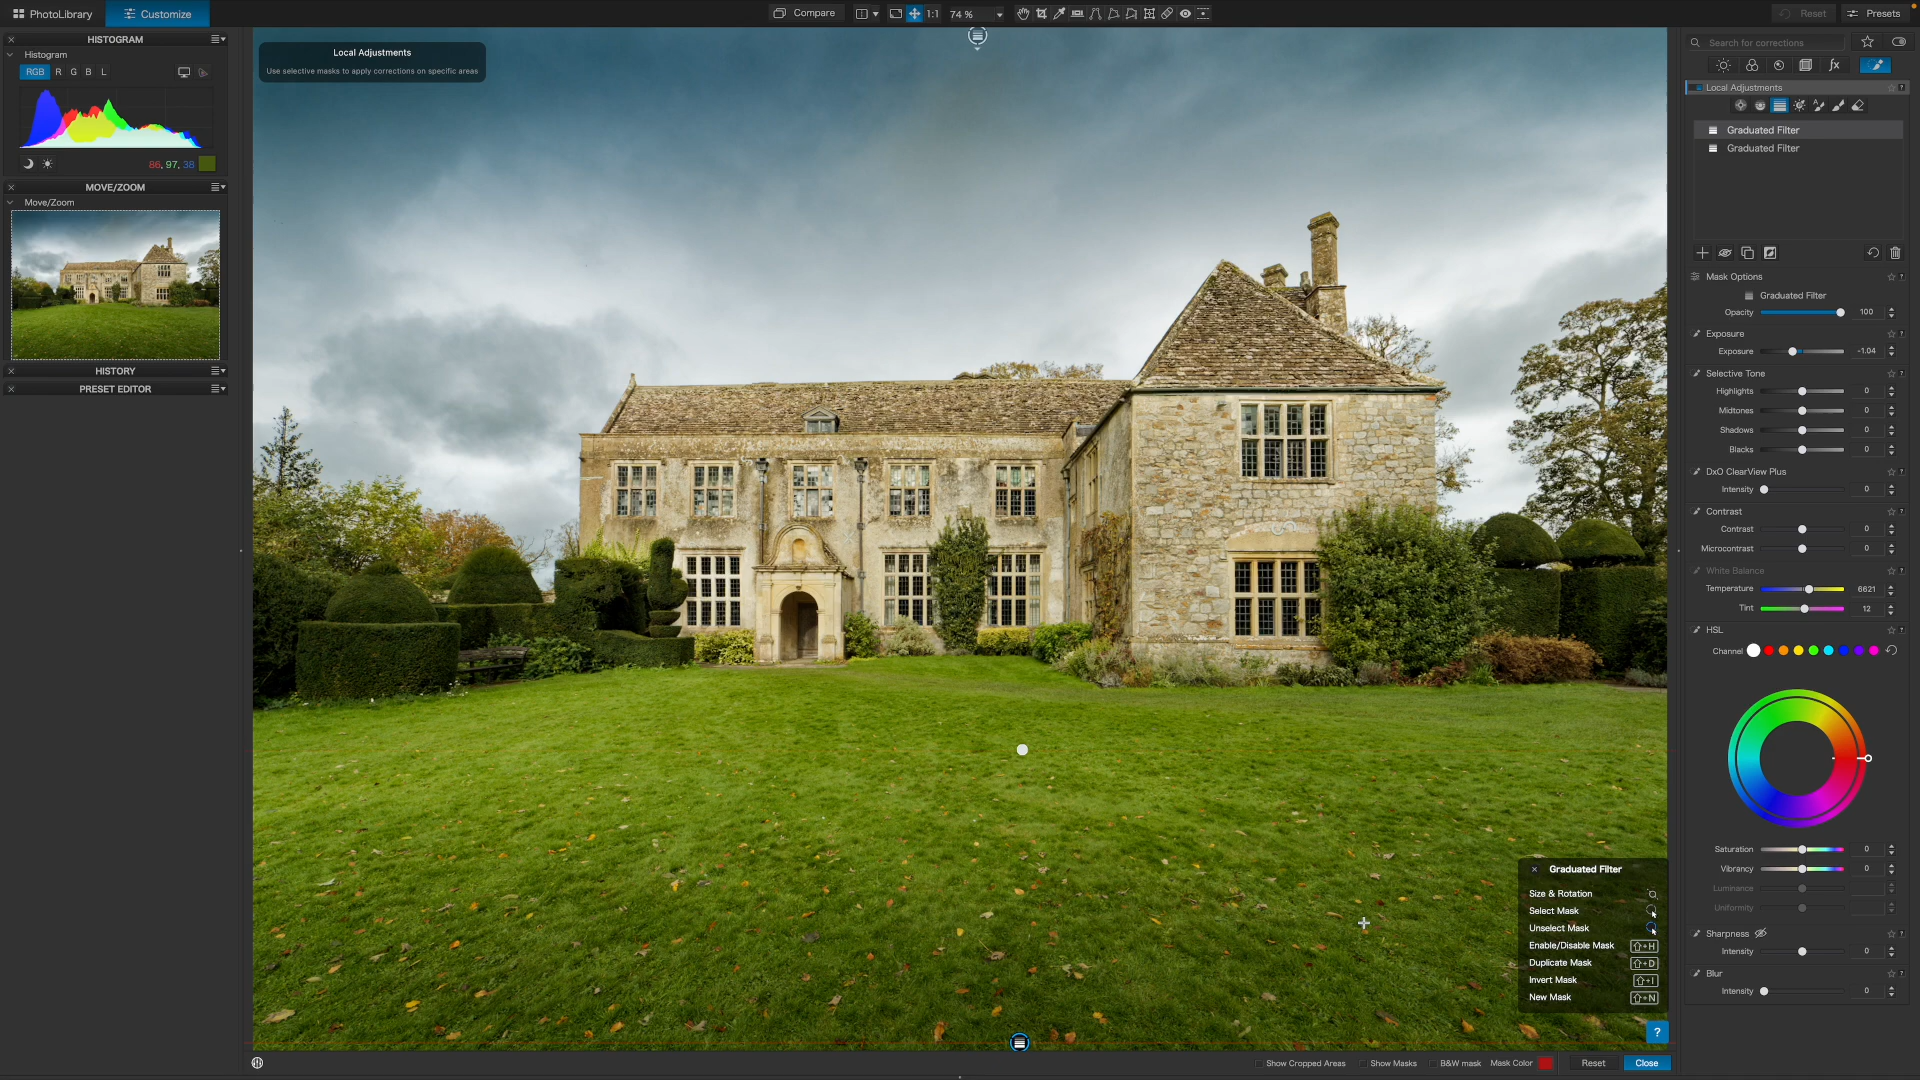 PhotoLibrary
Customize
Compare
1:1
74 %
Reset
Presets
HISTOGRAM
Histogram
RGB R G B L
86, 97, 38
MOVE/ZOOM
Move/Zoom
HISTORY
PRESET EDITOR
Local Adjustments
Use selective masks to apply corrections on specific areas
Graduated Filter
Size & Rotation
Select Mask
Unselect Mask
Enable/Disable Mask ⇧+H
Duplicate Mask ⇧+D
Invert Mask ⇧+I
New Mask ⇧+N
?
Show Cropped Areas
Show Masks
B&W mask
Mask Color
Reset
Close
Search for corrections
fx
Local Adjustments ?
Graduated Filter
Graduated Filter
Mask Options ?
Graduated Filter
Opacity 100
Exposure ?
Exposure -1.04
Selective Tone ?
Highlights 0
Midtones 0
Shadows 0
Blacks 0
DxO ClearView Plus ?
Intensity 0
Contrast ?
Contrast 0
Microcontrast 0
White Balance ?
Temperature 6621
Tint 12
HSL ?
Channel
Saturation 0
Vibrancy 0
Luminance
Uniformity
Sharpness ?
Intensity 0
Blur ?
Intensity 0